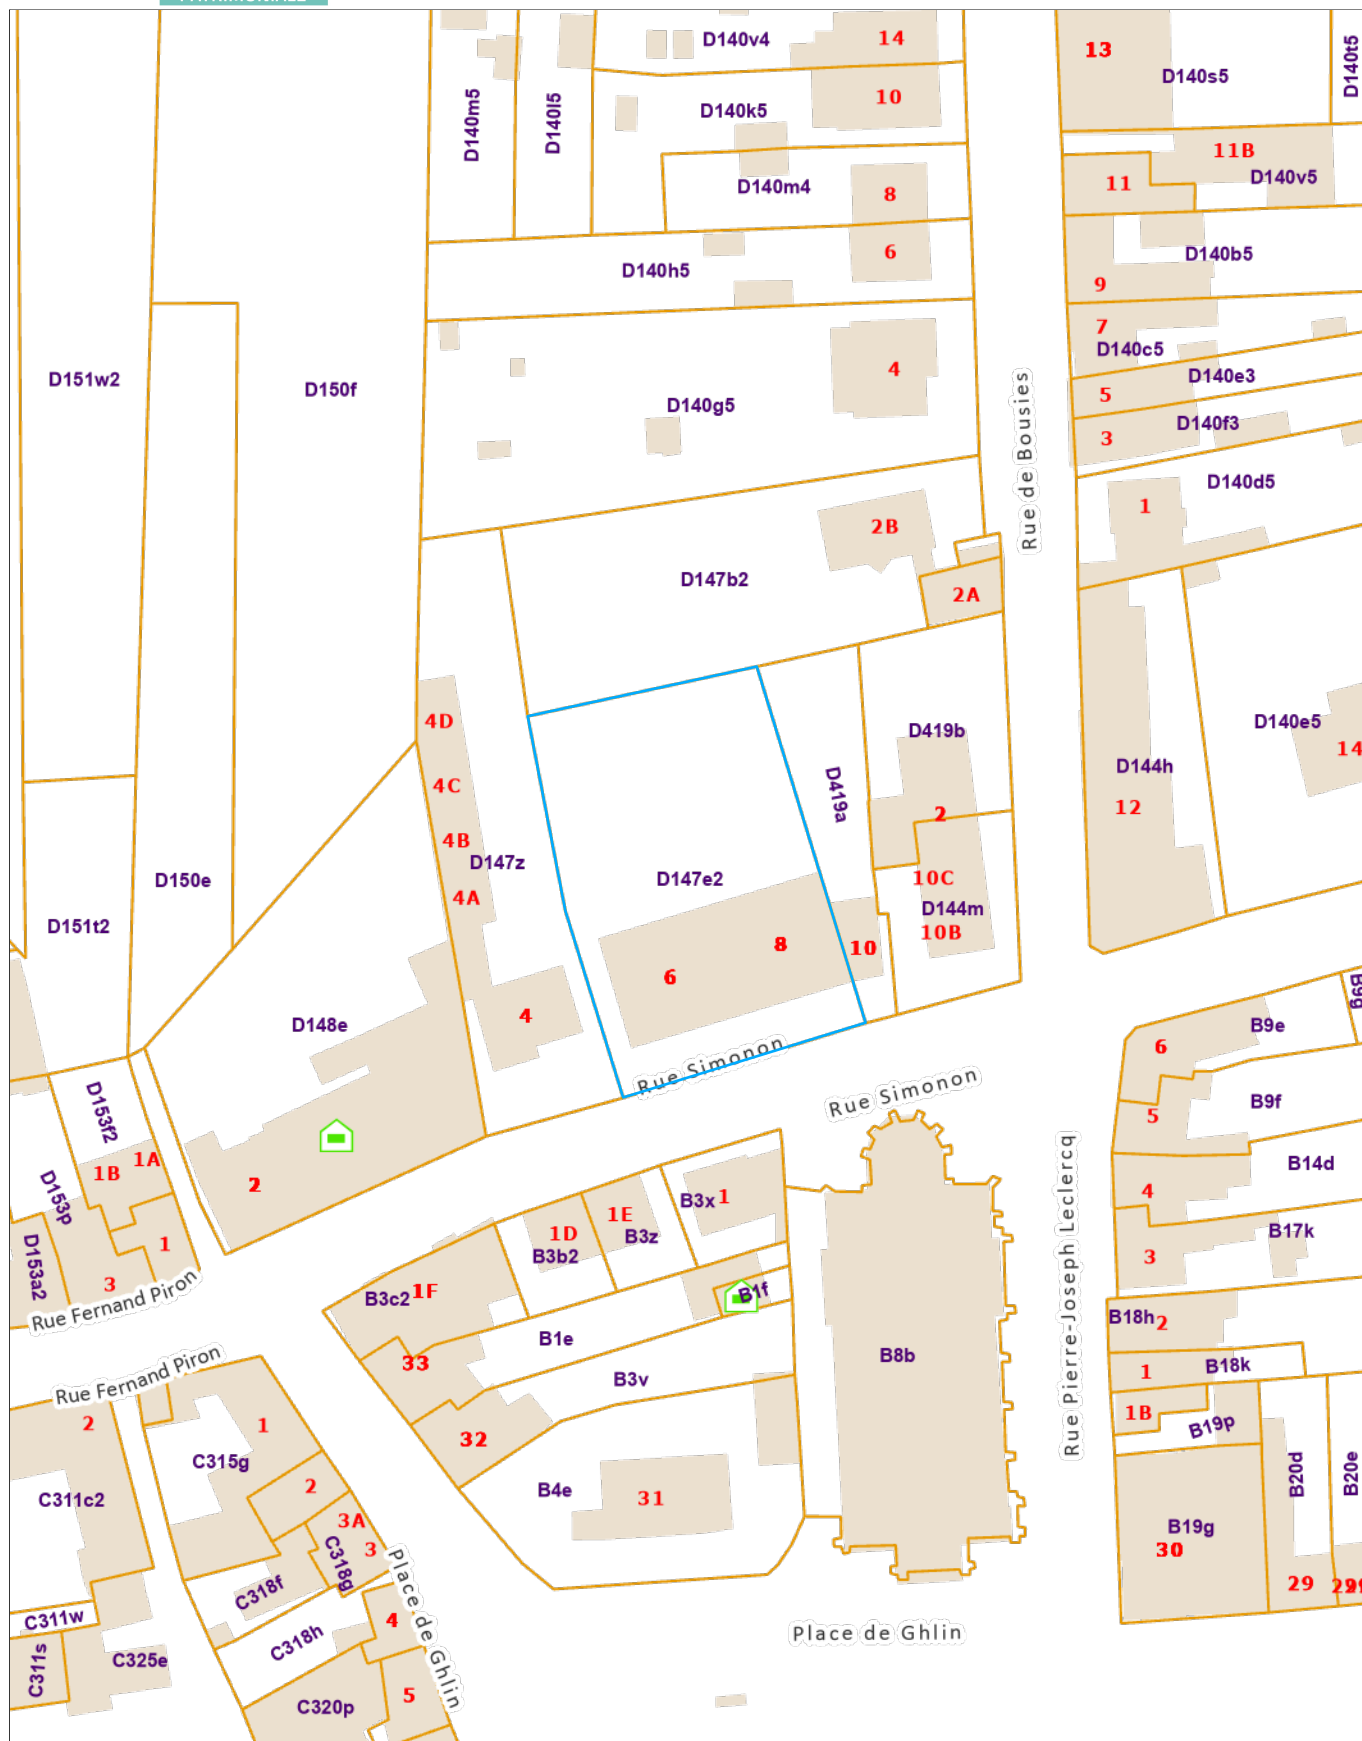 D140v4
14
13
D140s5
D140t5
D140m5
D140l5
D140k5
10
11B
D140v5
11
D140m4
8
D140h5
6
D140b5
9
7
D140c5
D151w2
D150f
D140g5
4
Rue de Bousies
D140e3
5
D140f3
3
D140d5
1
2B
D147b2
2A
4D
4C
4B
4A
D147z
D419a
D419b
2
D140e5
14
D144h
12
D147e2
D150e
D151t2
10C
D144m
10B
8
10
6
4
D148e
Rue Simonon
Rue Simonon
B9g
B9e
6
B9f
5
D153f2
1A
1B
D153p
2
B14d
4
B3x
1
1E
B3z
1D
B3b2
Rue Pierre-Joseph Leclercq
B17k
3
D153a2
1
3
Rue Fernand Piron
B3c2
1F
B1f
B18h
2
B1e
33
B8b
B18k
1
Rue Fernand Piron
B3v
2
1
1B
B19p
32
C315g
C311c2
2
B4e
31
B20d
B20e
3A
3
C318g
B19g
30
29
Place de Ghlin
C318f
C311w
4
C318h
Place de Ghlin
C311s
C325e
5
C320p